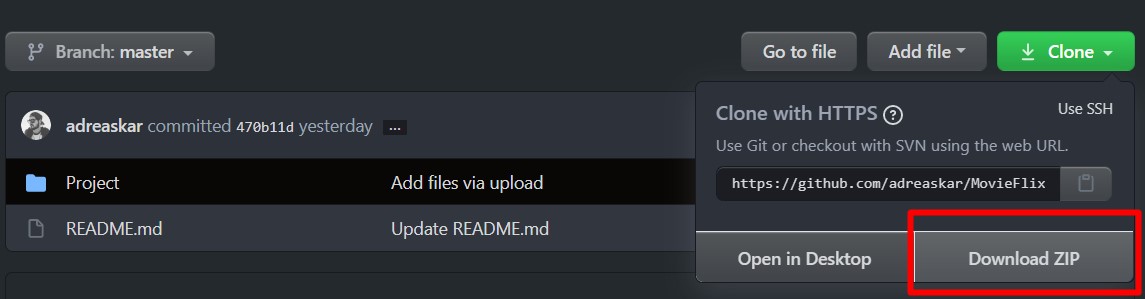 Branch: master
Go to file
Add file
Clone
adreaskar committed 470b11d yesterday ...
Clone with HTTPS ?
Use SSH
Use Git or checkout with SVN using the web URL.
Project
Add files via upload
https://github.com/adreaskar/MovieFlix
README.md
Update README.md
Open in Desktop
Download ZIP